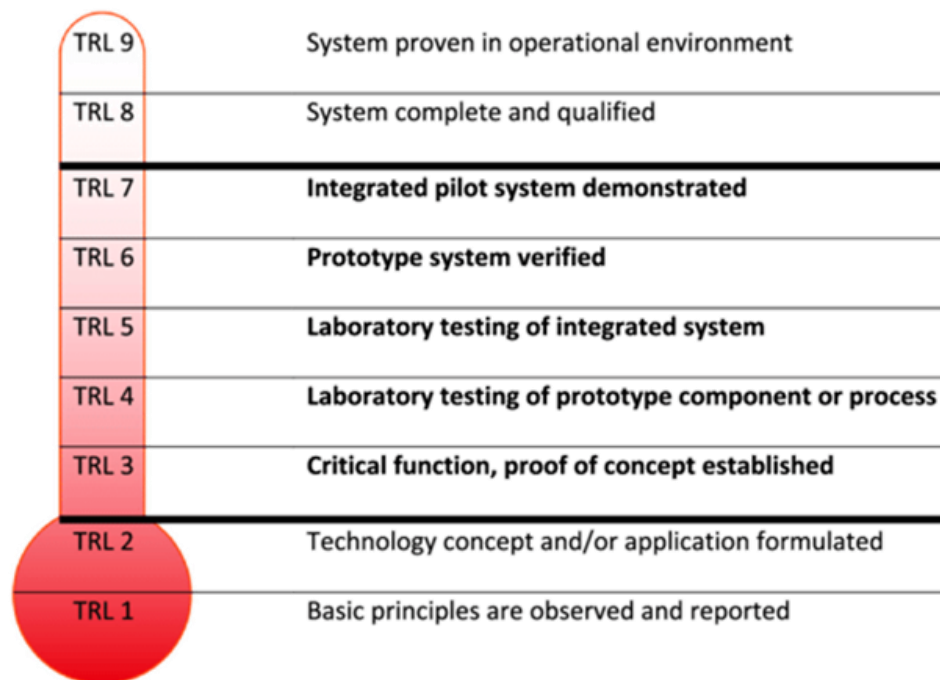 TRL 9 System proven in operational environment
TRL 8 System complete and qualified
TRL 7 Integrated pilot system demonstrated
TRL 6 Prototype system verified
TRL 5 Laboratory testing of integrated system
TRL 4 Laboratory testing of prototype component or process
TRL 3 Critical function, proof of concept established
TRL 2 Technology concept and/or application formulated
TRL 1 Basic principles are observed and reported